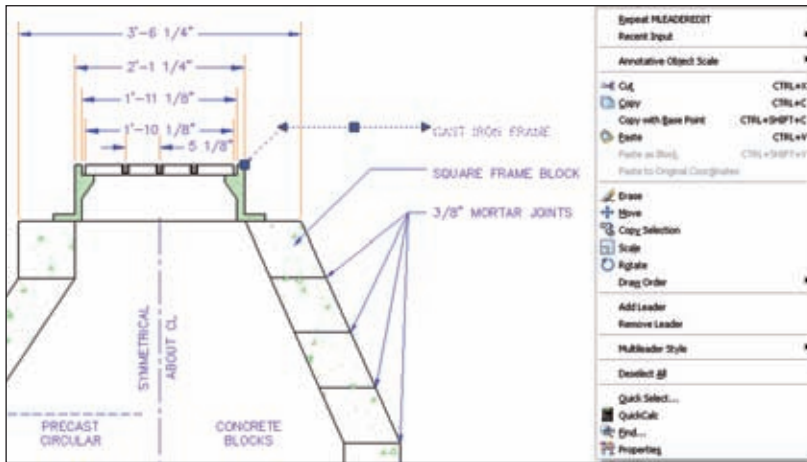 3'-6 1/4"
2'-1 1/4"
1'-11 1/8"
1'-10 1/8"
5 1/8"
CAST IRON FRAME
SQUARE FRAME BLOCK
3/8" MORTAR JOINTS
SYMMETRICAL
ABOUT CL
PRECAST
CIRCULAR
CONCRETE
BLOCKS
Repeat MLEADEREDIT
Recent Input
Annotative Object Scale
Cut CTRL+X
Copy CTRL+C
Copy with Base Point CTRL+SHIFT+C
Paste CTRL+V
Paste as Block CTRL+SHIFT+V
Paste to Original Coordinates
Erase
Move
Copy Selection
Scale
Rotate
Draw Order
Add Leader
Remove Leader
Multileader Style
Deselect All
Quick Select...
QuickCalc
Find...
Properties